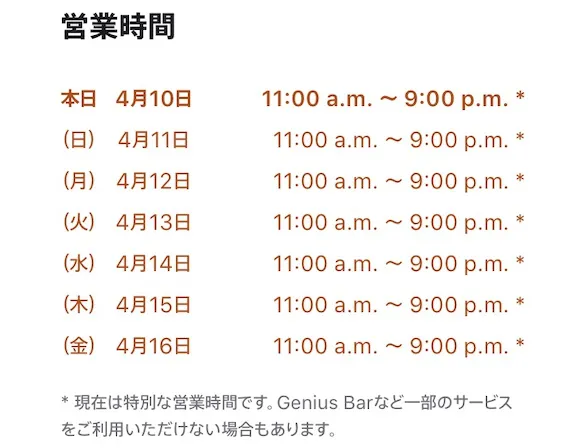 営業時間
本日 4月10日 11:00 a.m. 〜 9:00 p.m. *
(日) 4月11日 11:00 a.m. 〜 9:00 p.m. *
(月) 4月12日 11:00 a.m. 〜 9:00 p.m. *
(火) 4月13日 11:00 a.m. 〜 9:00 p.m. *
(水) 4月14日 11:00 a.m. 〜 9:00 p.m. *
(木) 4月15日 11:00 a.m. 〜 9:00 p.m. *
(金) 4月16日 11:00 a.m. 〜 9:00 p.m. *
* 現在は特別な営業時間です。Genius Barなど一部のサービス
をご利用いただけない場合もあります。